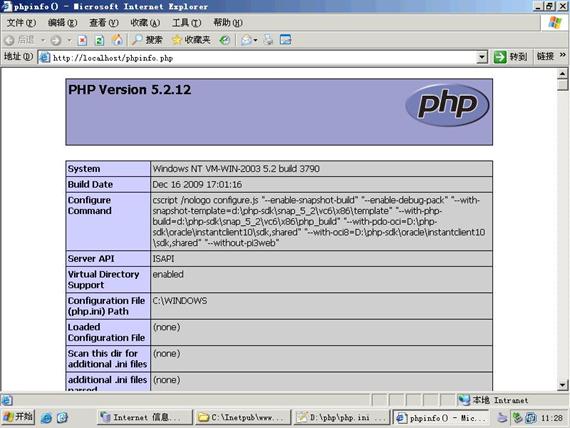 phpinfo() - Microsoft Internet Explorer
文件(F) 编辑(E) 查看(V) 收藏(A) 工具(T) 帮助(H)
后退 搜索 收藏夹
地址(D) http://localhost/phpinfo.php 转到 链接 »
PHP Version 5.2.12
php
System Windows NT VM-WIN-2003 5.2 build 3790
Build Date Dec 16 2009 17:01:16
Configure
Command
cscript /nologo configure.js "--enable-snapshot-build" "--enable-debug-pack" "--with-
snapshot-template=d:\php-sdk\snap_5_2\vc6\x86\template" "--with-php-
build=d:\php-sdk\snap_5_2\vc6\x86\php_build" "--with-pdo-oci=D:\php-
sdk\oracle\instantclient10\sdk,shared" "--with-oci8=D:\php-sdk\oracle\instantclient10
\sdk,shared" "--without-pi3web"
Server API ISAPI
Virtual Directory
Support
enabled
Configuration File
(php.ini) Path
C:\WINDOWS
Loaded
Configuration File
(none)
Scan this dir for
additional .ini files
(none)
additional .ini files
parsed
(none)
本地 Intranet
开始 Internet 信息... C:\Inetpub\www... D:\php\php.ini ... phpinfo() - Mic... 11:28